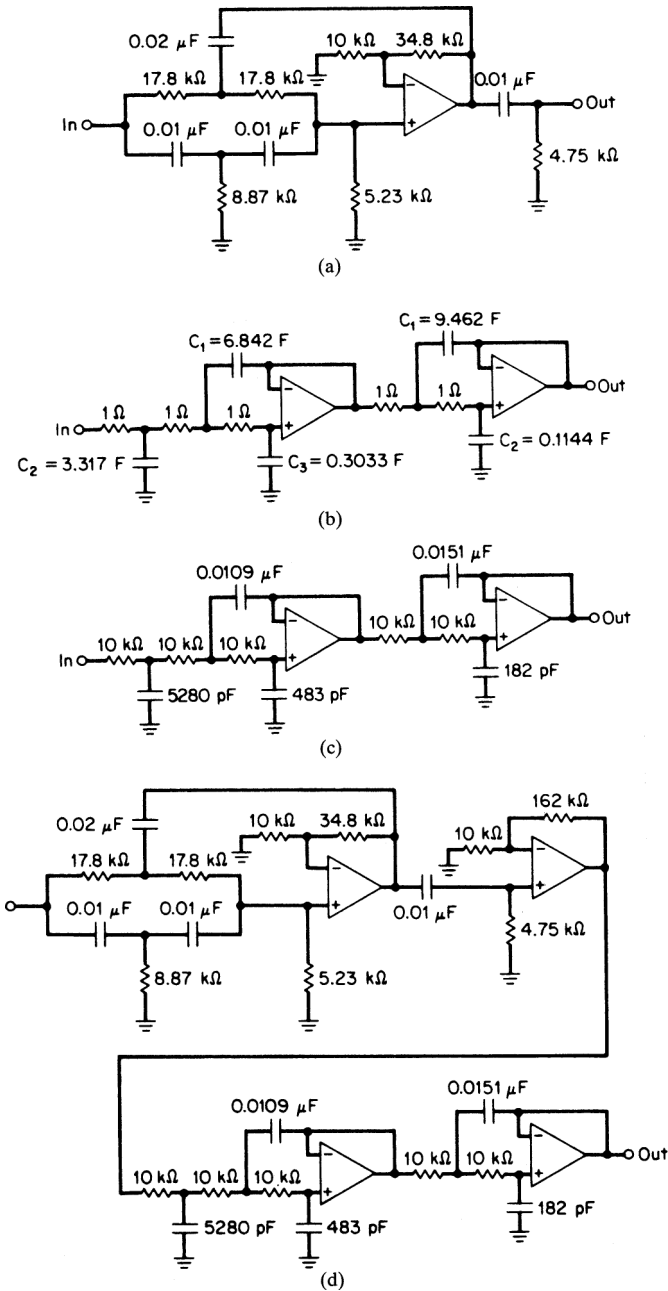 10 kΩ 34.8 kΩ
0.02 μF
0.01 μF
17.8 kΩ 17.8 kΩ
− +
Out
In
0.01 μF 0.01 μF
4.75 kΩ
8.87 kΩ 5.23 kΩ
(a)
C1 = 9.462 F
C1 = 6.842 F
− +
Out
1 Ω 1 Ω
− +
1 Ω 1 Ω 1 Ω
In
C2 = 0.1144 F
C2 = 3.317 F C3 = 0.3033 F
(b)
0.0151 μF
0.0109 μF
− +
Out
10 kΩ 10 kΩ
− +
10 kΩ 10 kΩ 10 kΩ
In
182 pF
5280 pF 483 pF
(c)
162 kΩ
10 kΩ 34.8 kΩ
0.02 μF
10 kΩ
− +
17.8 kΩ 17.8 kΩ
− +
0.01 μF 0.01 μF
0.01 μF
4.75 kΩ
8.87 kΩ 5.23 kΩ
0.0151 μF
0.0109 μF
− +
Out
10 kΩ 10 kΩ
− +
10 kΩ 10 kΩ 10 kΩ
182 pF
5280 pF 483 pF
(d)